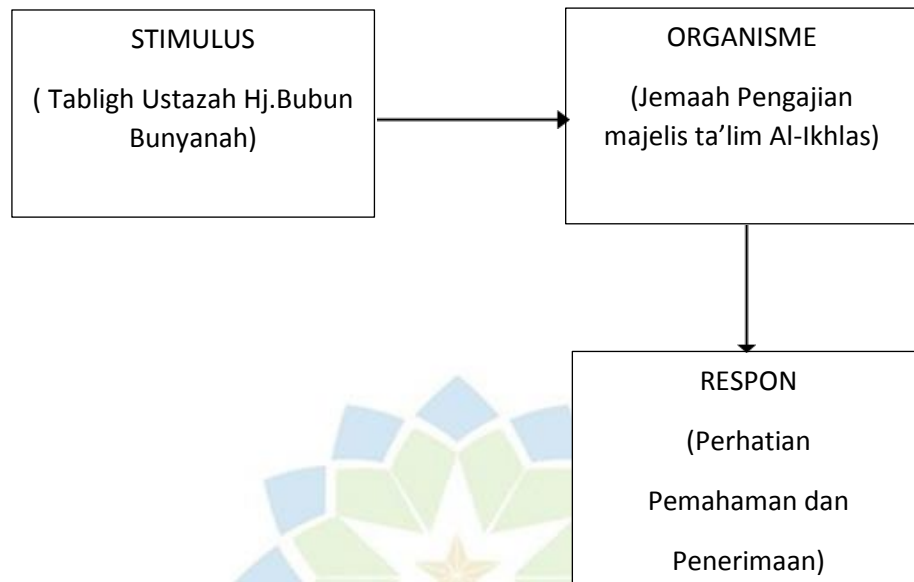 STIMULUS
( Tabligh Ustazah Hj.Bubun
Bunyanah)
ORGANISME
(Jemaah Pengajian
majelis ta’lim Al-Ikhlas)
RESPON
(Perhatian
Pemahaman dan
Penerimaan)